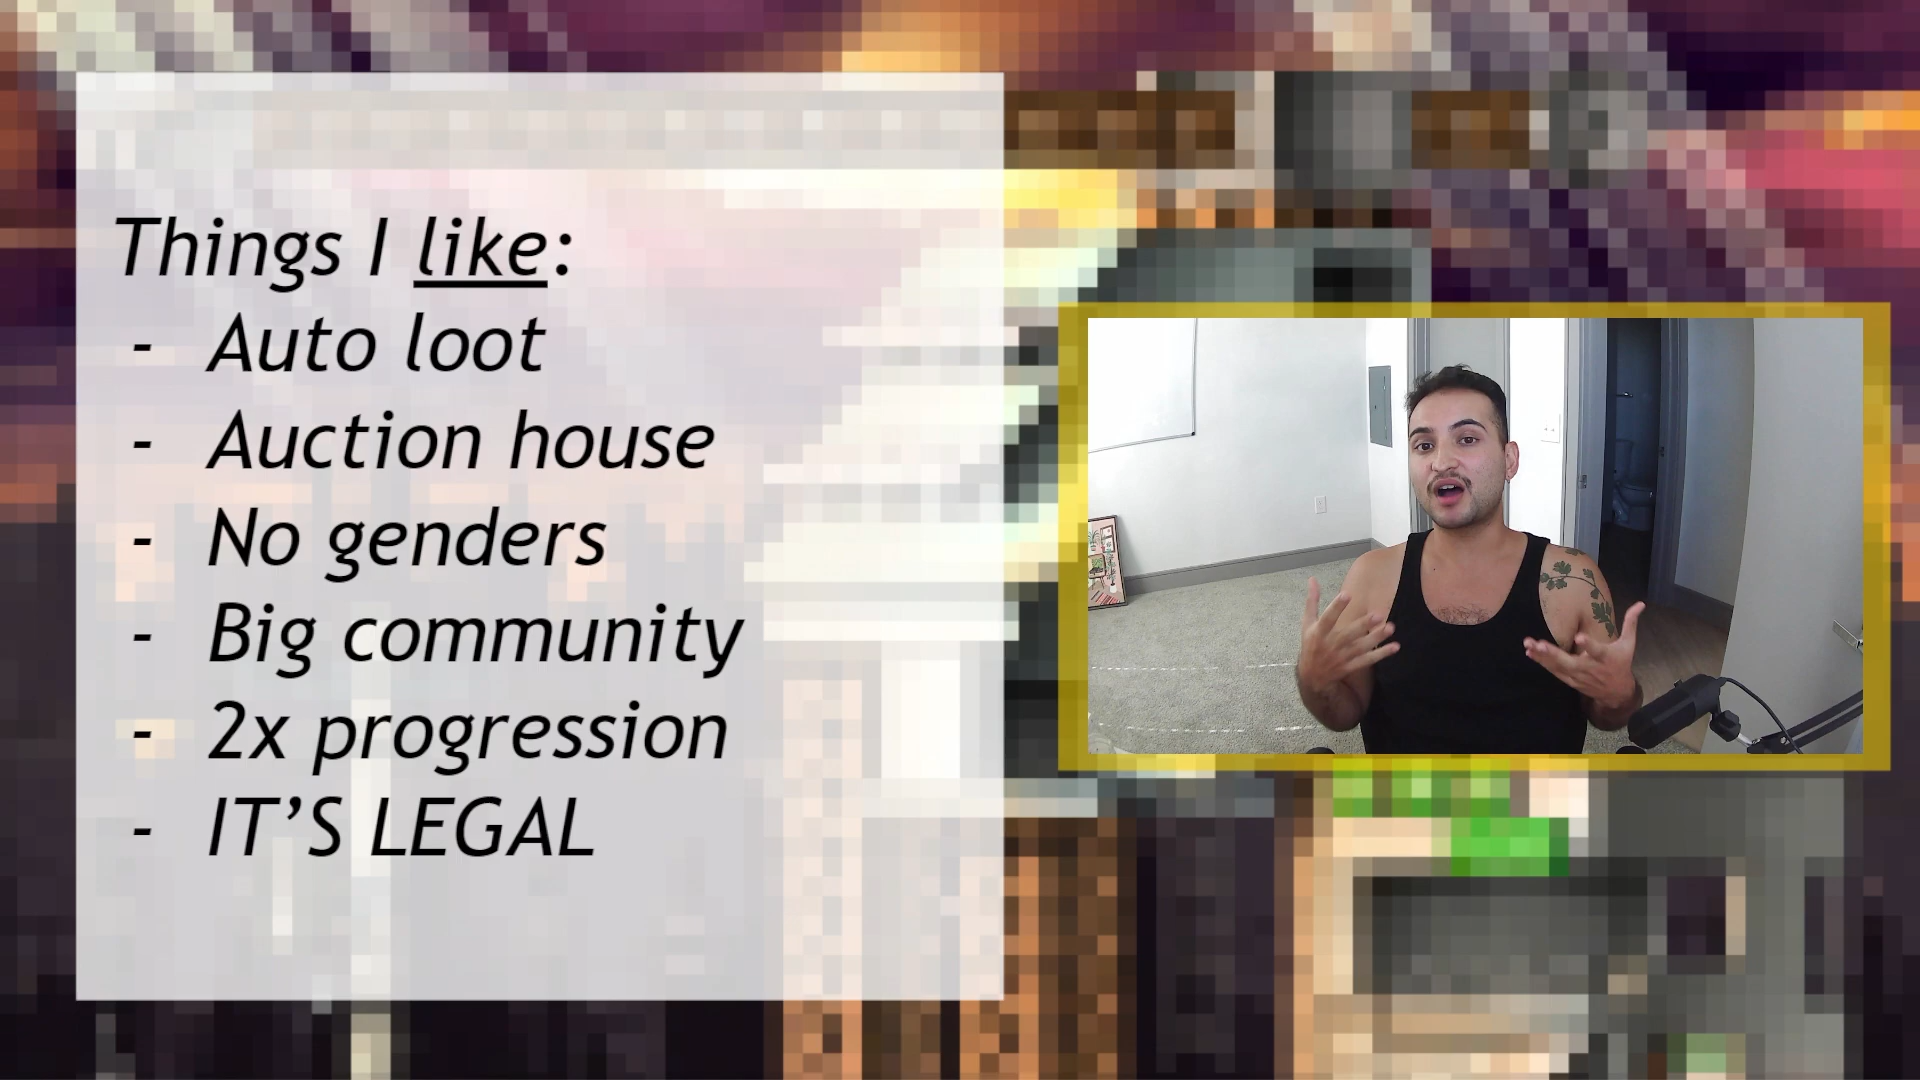 Things I like:
- Auto loot
- Auction house
- No genders
- Big community
- 2x progression
- IT’S LEGAL